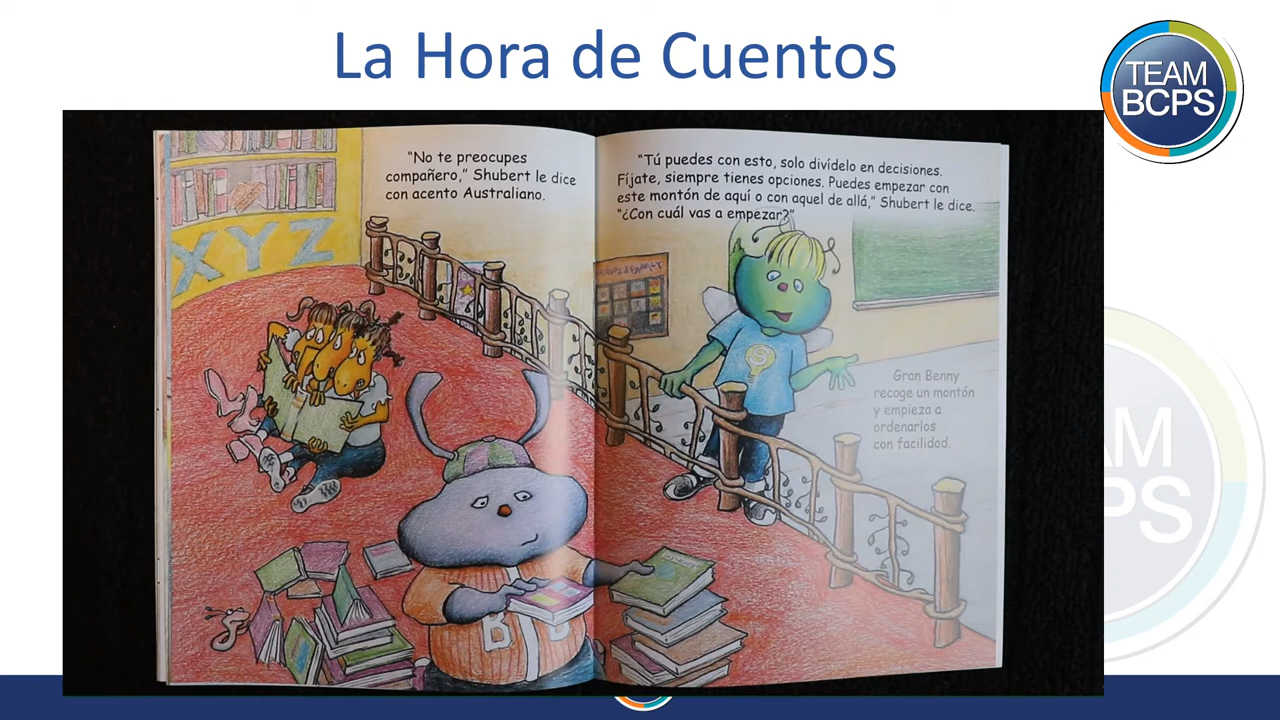 La Hora de Cuentos
TEAM
BCPS
“No te preocupes
compañero,” Shubert le dice
con acento Australiano.
“Tú puedes con esto, solo divídelo en decisiones.
Fíjate, siempre tienes opciones. Puedes empezar con
este montón de aquí o con aquel de allá,” Shubert le dice.
“¿Con cuál vas a empezar?”
XYZ
Gran Benny
recoge un montón
y empieza a
ordenarlos
con facilidad.
S
B B
AM
PS